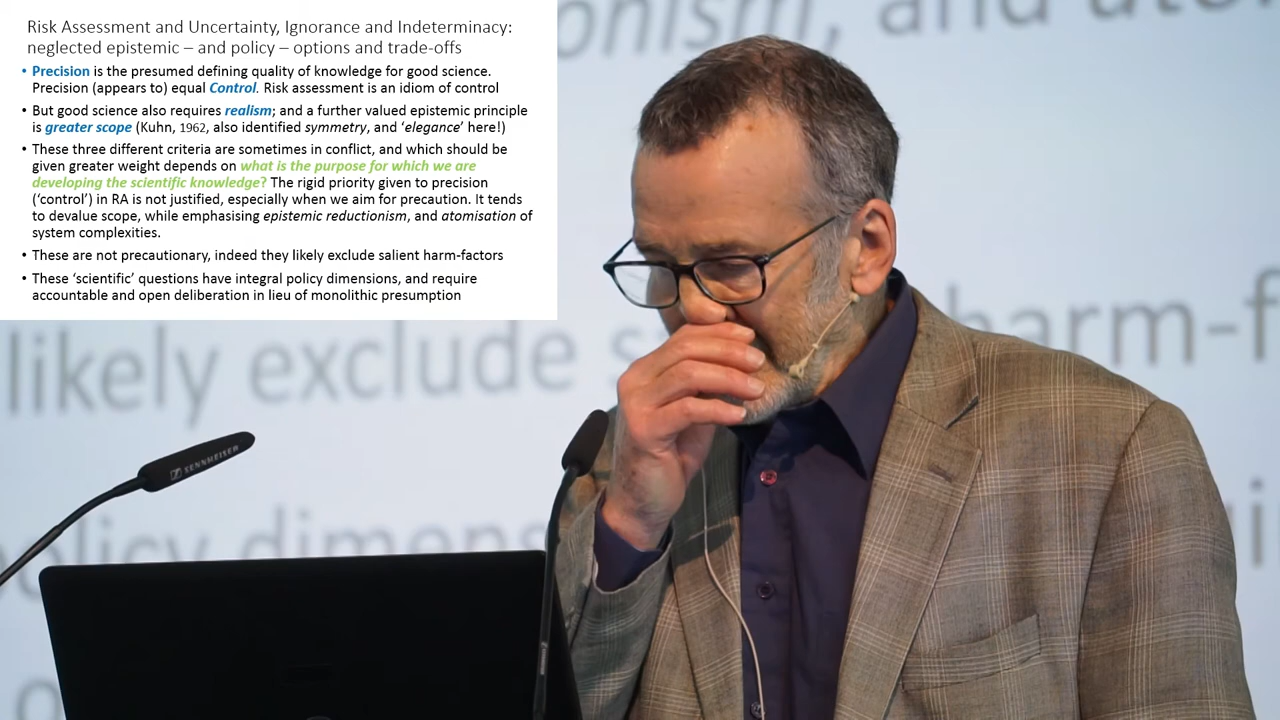 Risk Assessment and Uncertainty, Ignorance and Indeterminacy:
neglected epistemic – and policy – options and trade-offs
• Precision is the presumed defining quality of knowledge for good science.
Precision (appears to) equal Control. Risk assessment is an idiom of control
• But good science also requires realism; and a further valued epistemic principle
is greater scope (Kuhn, 1962, also identified symmetry, and ‘elegance’ here!)
• These three different criteria are sometimes in conflict, and which should be
given greater weight depends on what is the purpose for which we are
developing the scientific knowledge? The rigid priority given to precision
(‘control’) in RA is not justified, especially when we aim for precaution. It tends
to devalue scope, while emphasising epistemic reductionism, and atomisation of
system complexities.
• These are not precautionary, indeed they likely exclude salient harm-factors
• These ‘scientific’ questions have integral policy dimensions, and require
accountable and open deliberation in lieu of monolithic presumption
onism, and ato
likely exclude s harm-f
policy dimens
SENNHEISER